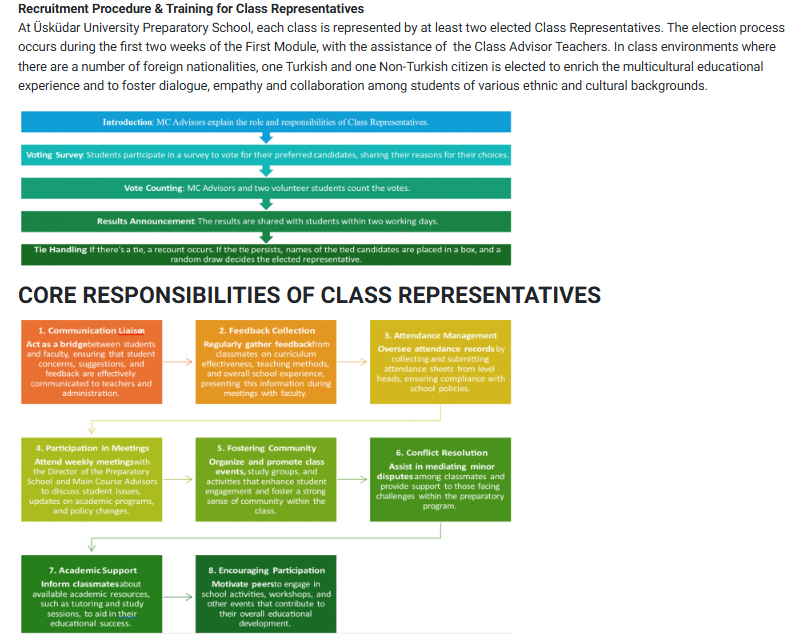 Recruitment Procedure & Training for Class Representatives
At Üsküdar University Preparatory School, each class is represented by at least two elected Class Representatives. The election process
occurs during the first two weeks of the First Module, with the assistance of the Class Advisor Teachers. In class environments where
there are a number of foreign nationalities, one Turkish and one Non-Turkish citizen is elected to enrich the multicultural educational
experience and to foster dialogue, empathy and collaboration among students of various ethnic and cultural backgrounds.
Introduction: MC Advisors explain the role and responsibilities of Class Representatives.
Voting Survey: Students participate in a survey to vote for their preferred candidates, sharing their reasons for their choices.
Vote Counting: MC Advisors and two volunteer students count the votes.
Results Announcement: The results are shared with students within two working days.
Tie Handling: If there's a tie, a recount occurs. If the tie persists, names of the tied candidates are placed in a box, and a
random draw decides the elected representative.
CORE RESPONSIBILITIES OF CLASS REPRESENTATIVES
1. Communication Liaison
Act as a bridge between students
and faculty, ensuring that student
concerns, suggestions, and
feedback are effectively
communicated to teachers and
administration.
2. Feedback Collection
Regularly gather feedback from
classmates on curriculum
effectiveness, teaching methods,
and overall school experience,
presenting this information during
meetings with faculty.
3. Attendance Management
Oversee attendance records by
collecting and submitting
attendance sheets from level
heads, ensuring compliance with
school policies.
4. Participation in Meetings
Attend weekly meetings with
the Director of the Preparatory
School and Main Course Advisors
to discuss student issues,
updates on academic programs,
and policy changes.
5. Fostering Community
Organize and promote class
events, study groups, and
activities that enhance student
engagement and foster a strong
sense of community within the
class.
6. Conflict Resolution
Assist in mediating minor
disputes among classmates and
provide support to those facing
challenges within the preparatory
program.
7. Academic Support
Inform classmates about
available academic resources,
such as tutoring and study
sessions, to aid in their
educational success.
8. Encouraging Participation
Motivate peers to engage in
school activities, workshops, and
other events that contribute to
their overall educational
development.